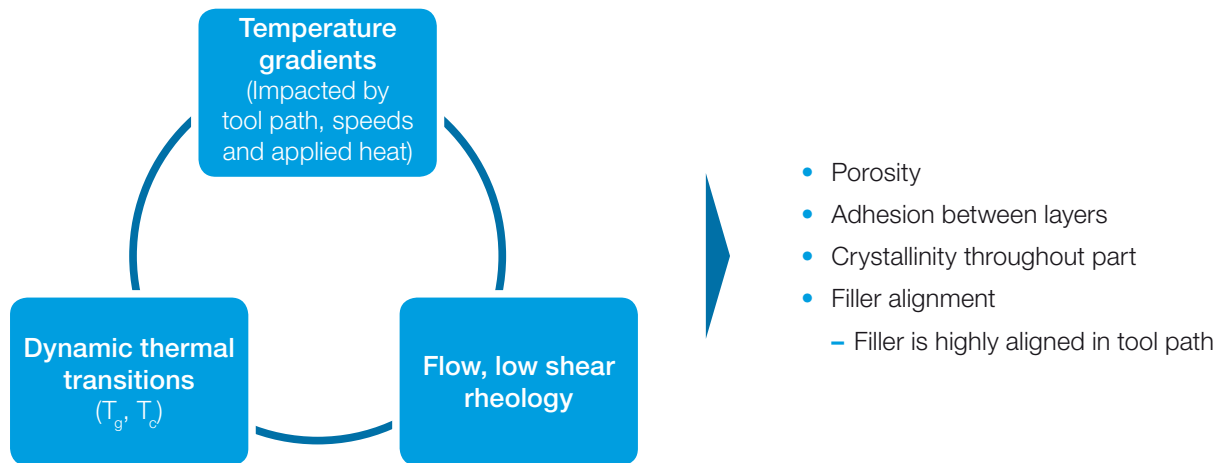 Temperature
gradients
(Impacted by
tool path, speeds
and applied heat)
Dynamic thermal
transitions
(Tg, Tc)
Flow, low shear
rheology
• Porosity
• Adhesion between layers
• Crystallinity throughout part
• Filler alignment
– Filler is highly aligned in tool path